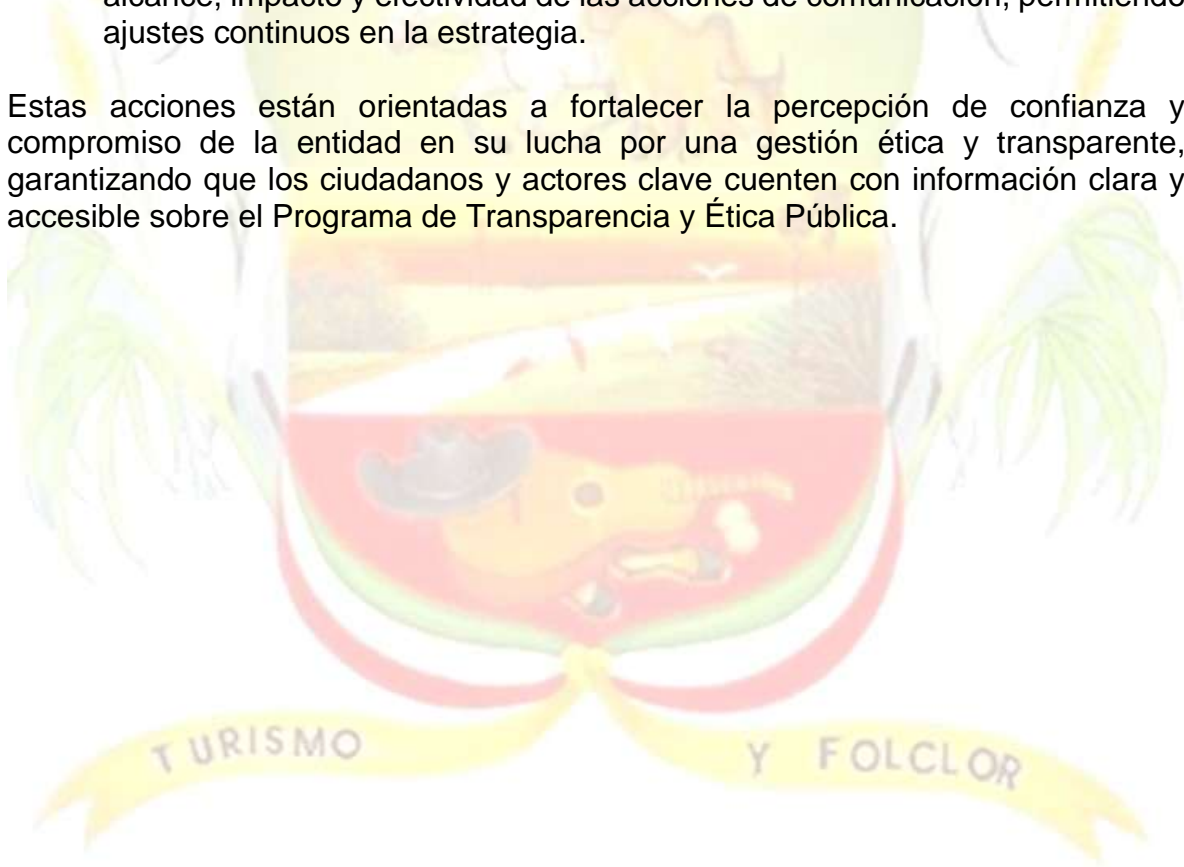 alcance, impacto y efectividad de las acciones de comunicación, permitiendo
ajustes continuos en la estrategia.
Estas acciones están orientadas a fortalecer la percepción de confianza y
compromiso de la entidad en su lucha por una gestión ética y transparente,
garantizando que los ciudadanos y actores clave cuenten con información clara y
accesible sobre el Programa de Transparencia y Ética Pública.
TURISMO Y FOLCLOR